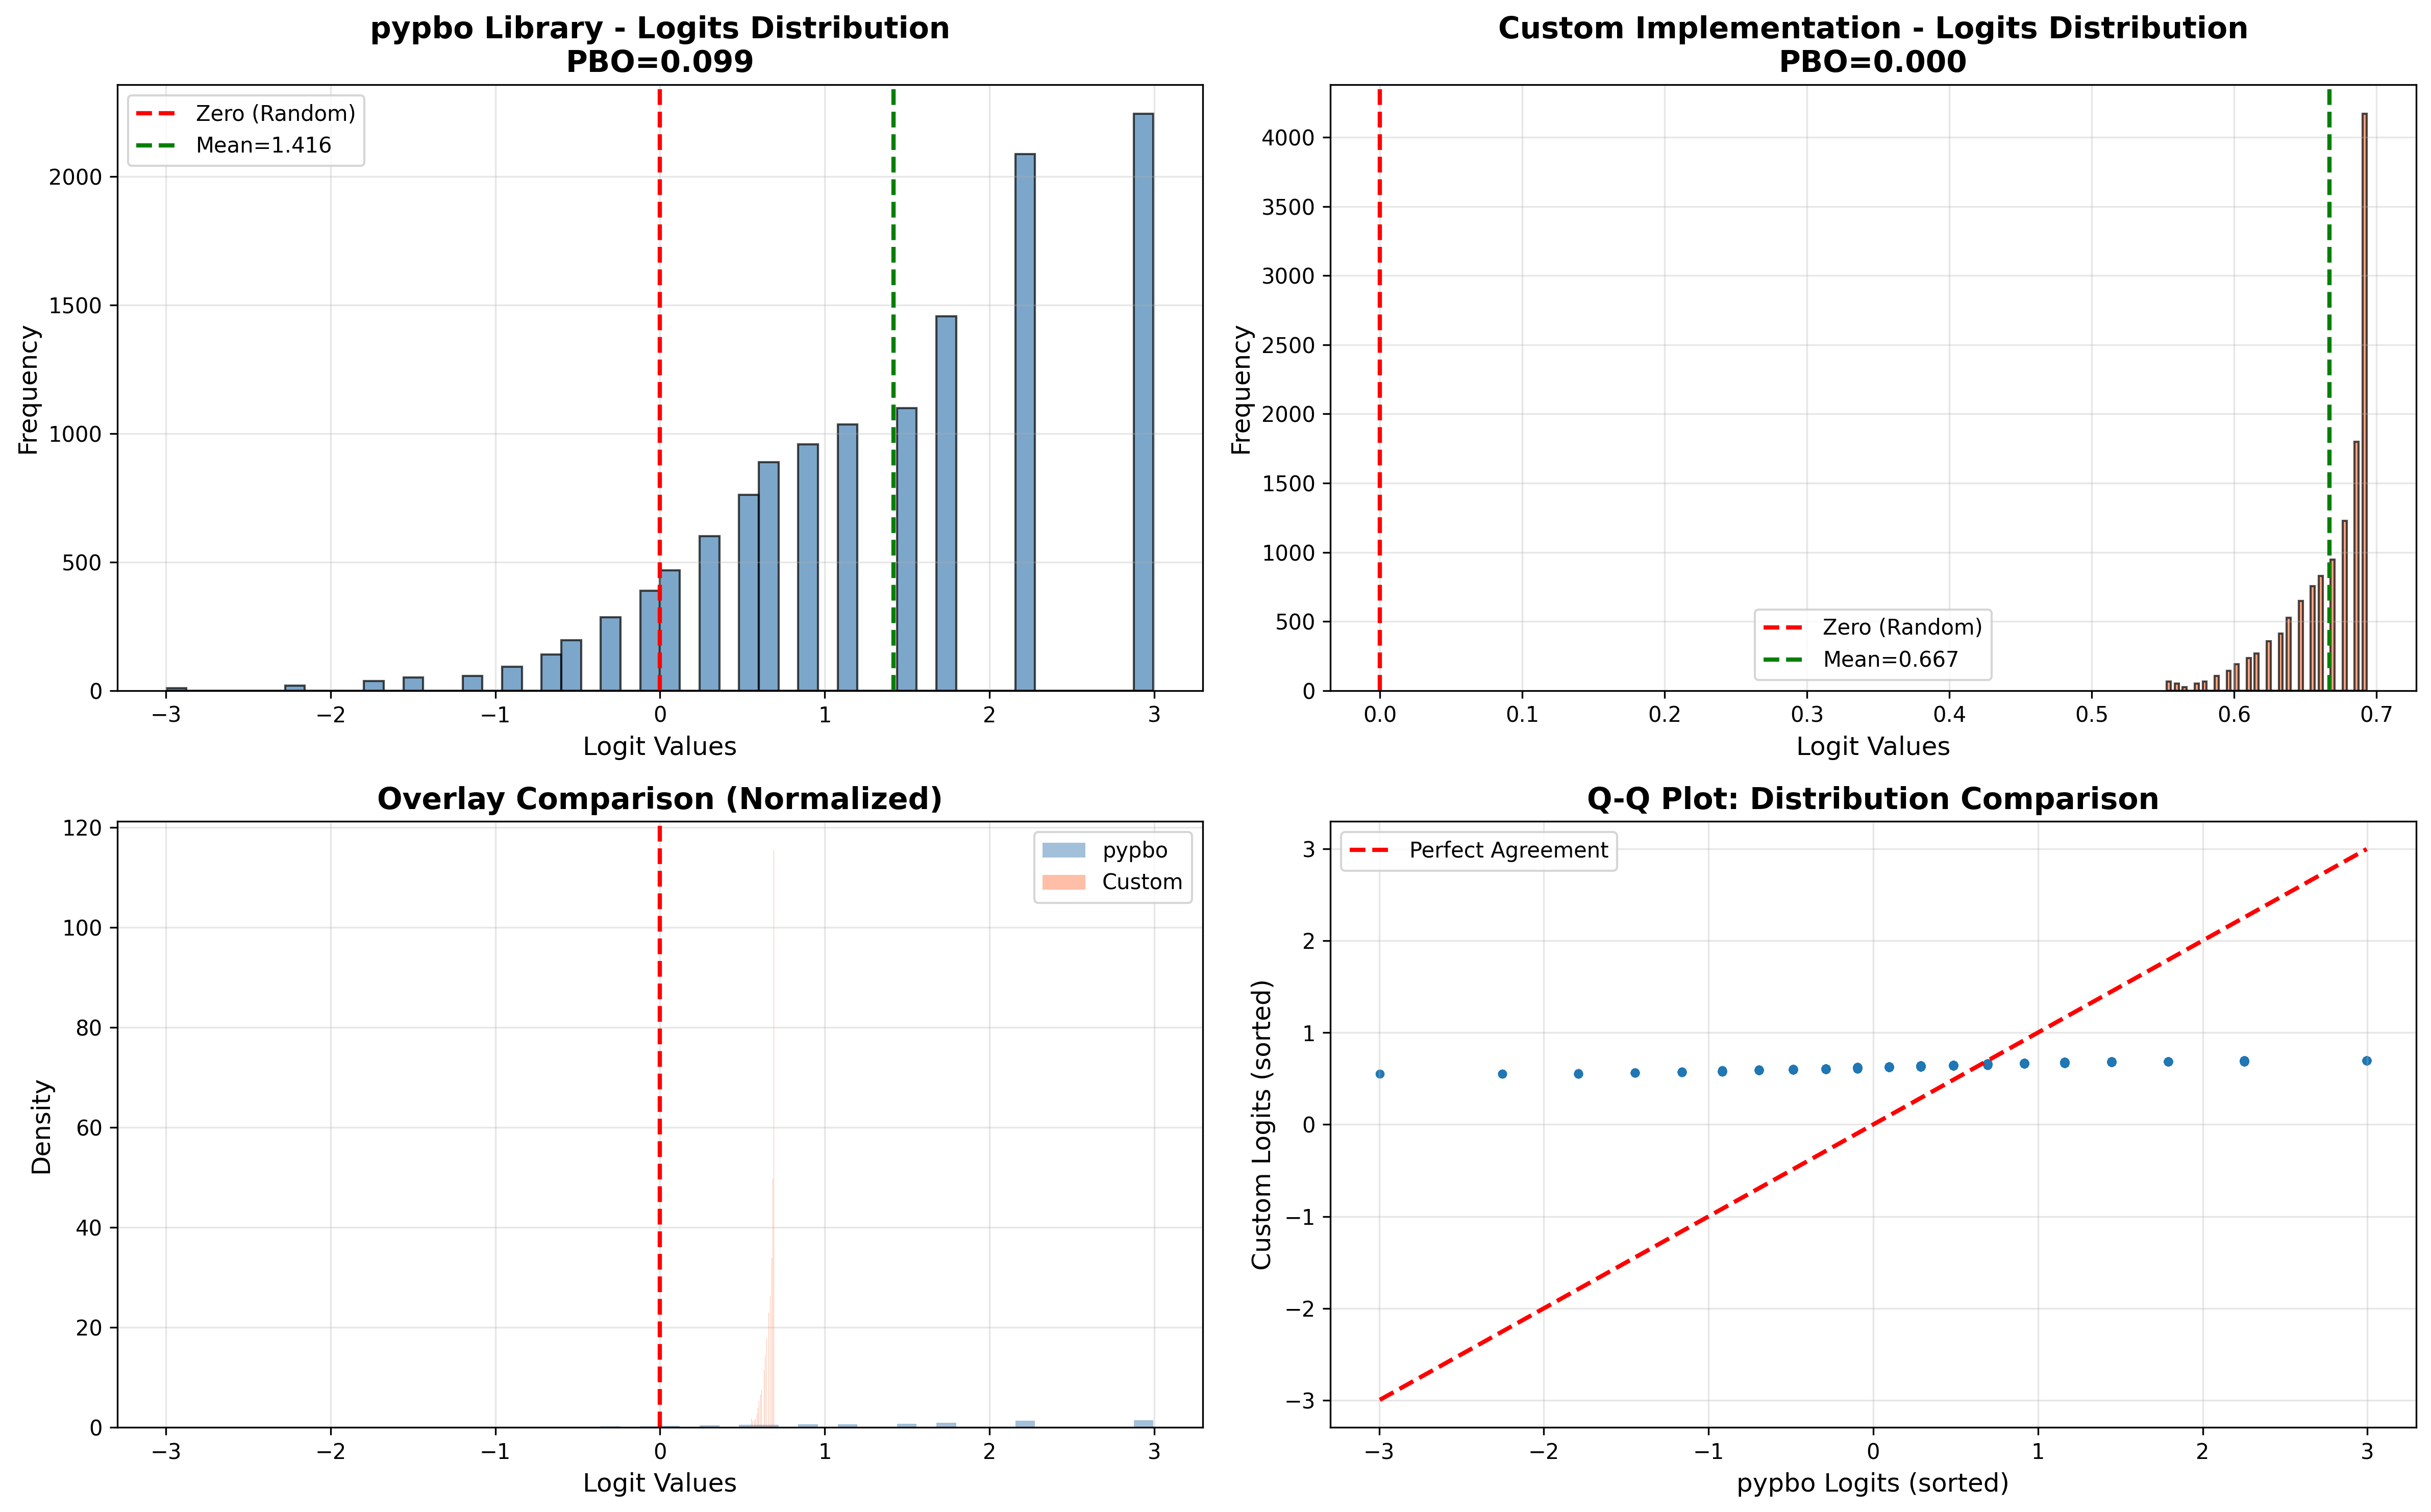 pypbo Library - Logits Distribution
PBO=0.099
Zero (Random)
Mean=1.416
2000
1500
1000
500
0
Frequency
−3
−2
−1
0
1
2
3
Logit Values
Custom Implementation - Logits Distribution
PBO=0.000
4000
3500
3000
2500
2000
1500
1000
500
0
Frequency
Zero (Random)
Mean=0.667
0.0
0.1
0.2
0.3
0.4
0.5
0.6
0.7
Logit Values
Overlay Comparison (Normalized)
pypbo
Custom
120
100
80
60
40
20
0
Density
−3
−2
−1
0
1
2
3
Logit Values
Q-Q Plot: Distribution Comparison
Perfect Agreement
3
2
1
0
−1
−2
−3
Custom Logits (sorted)
−3
−2
−1
0
1
2
3
pypbo Logits (sorted)